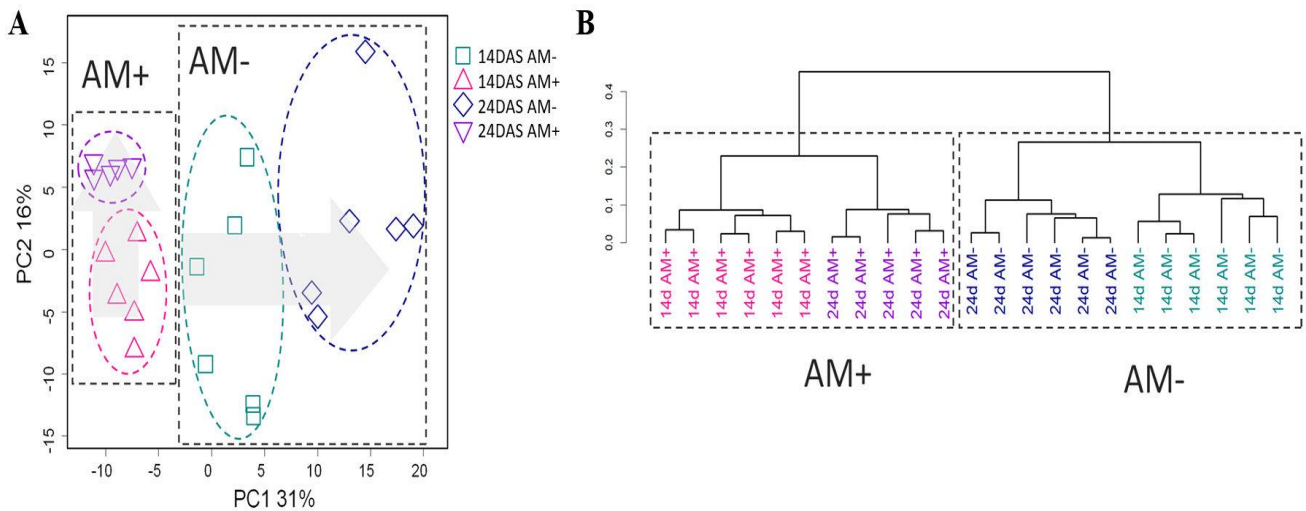 A
AM+
AM-
15
10
5
0
-5
-10
-15
PC2 16%
-10
-5
0
5
10
15
20
PC1 31%
14DAS AM-
14DAS AM+
24DAS AM-
24DAS AM+
B
0.4
0.3
0.2
0.1
0.0
14d AM+
14d AM+
14d AM+
14d AM+
14d AM+
14d AM+
24d AM+
24d AM+
24d AM+
24d AM+
24d AM+
24d AM-
24d AM-
24d AM-
24d AM-
24d AM-
24d AM-
14d AM-
14d AM-
14d AM-
14d AM-
14d AM-
14d AM-
AM+
AM-